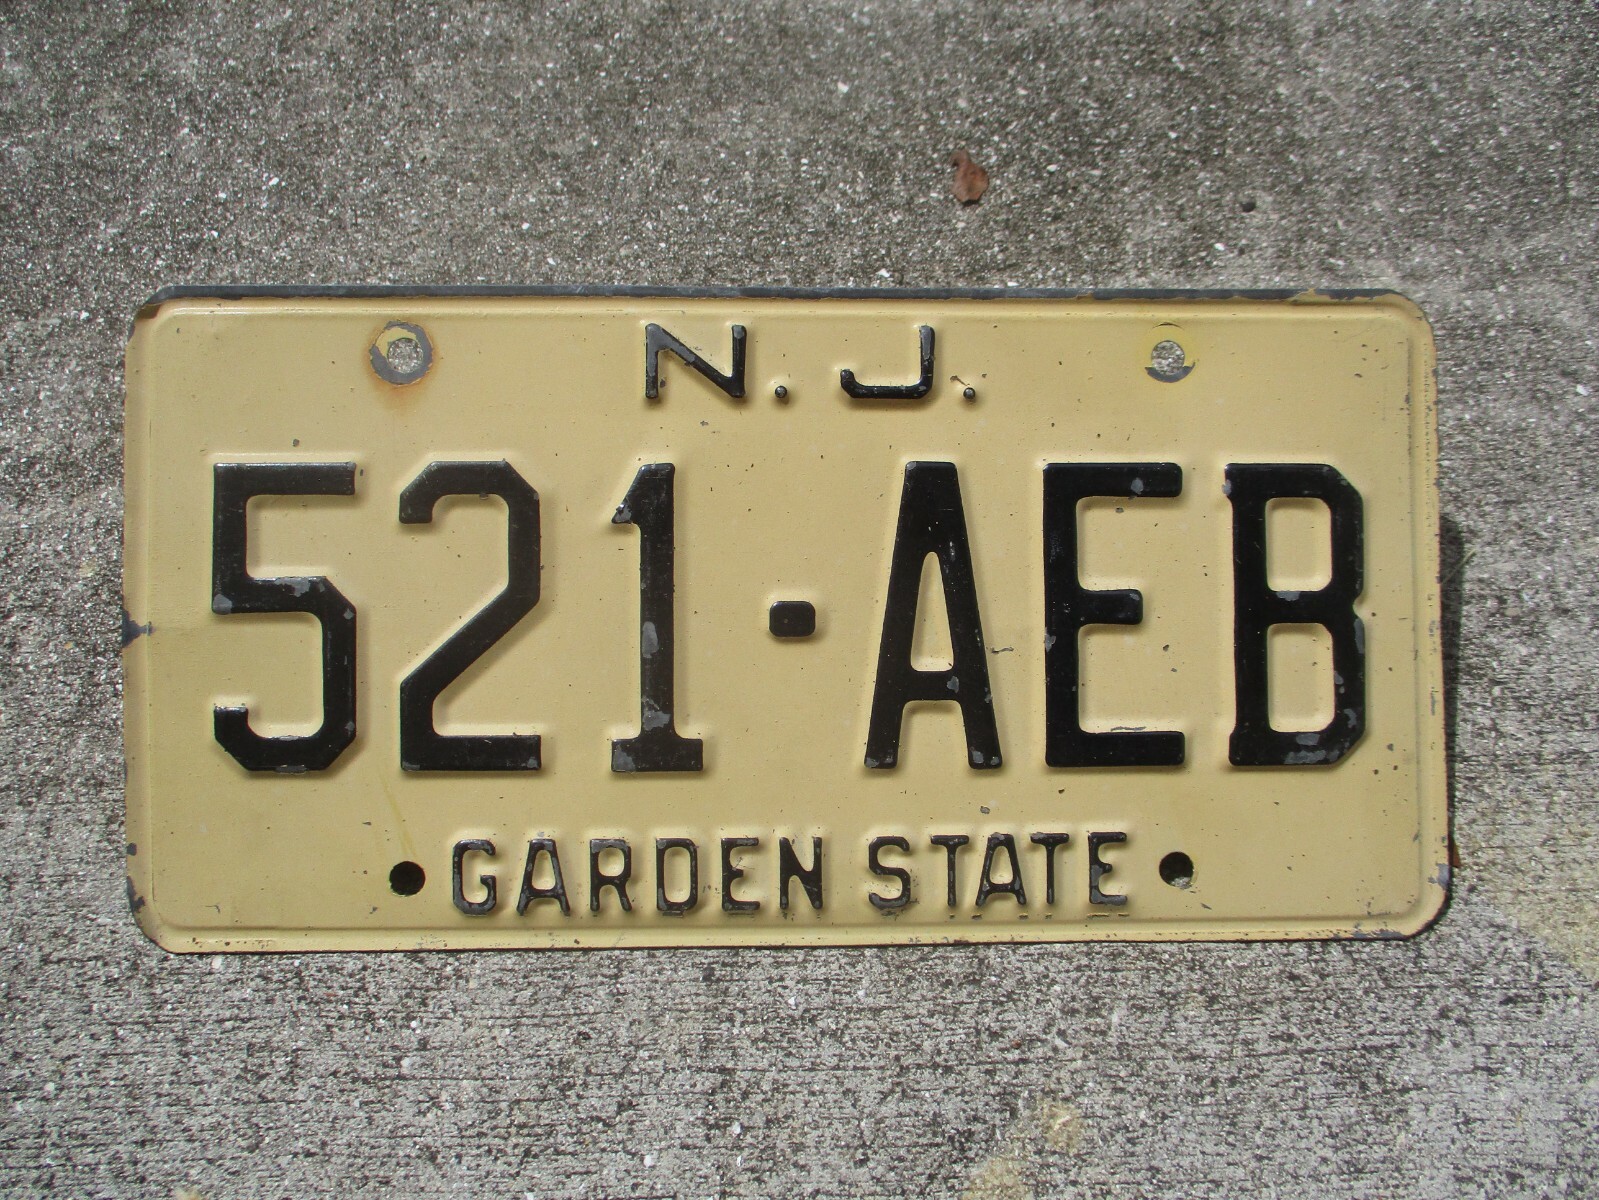 N.J.
521-AEB
GARDEN STATE